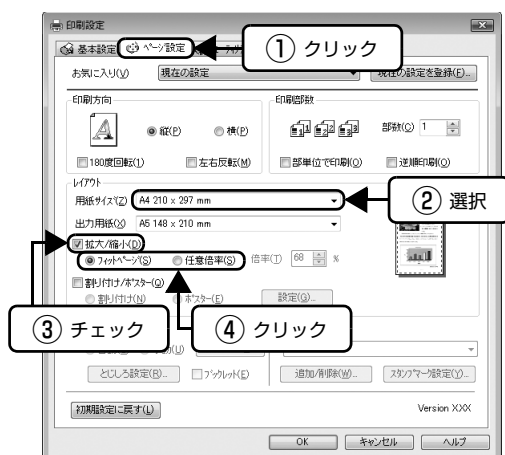 印刷設定
基本設定 ページ設定
① クリック
お気に入り(V) 現在の設定 現在の設定を登録(F)...
印刷方向 印刷部数
縦(P) 横(P) 部数(C) 1
180度回転(1) 左右反転(M) 部単位で印刷(O) 逆順印刷(O)
レイアウト
用紙サイズ(Z) A4 210 x 297 mm
② 選択
出力用紙(X) A5 148 x 210 mm
拡大/縮小(D)
フィットページ(S) 任意倍率(S) 倍率(T) 68 %
割り付け/ポスター(Q)
割り付け(N) ポスター(E) 設定(G)...
③ チェック ④ クリック
(U)
とじしろ設定(R)... ブックレット(E) 追加/削除(W)... スタンプマーク設定(Y)...
初期設定に戻す(L) Version X.XX
OK キャンセル ヘルプ